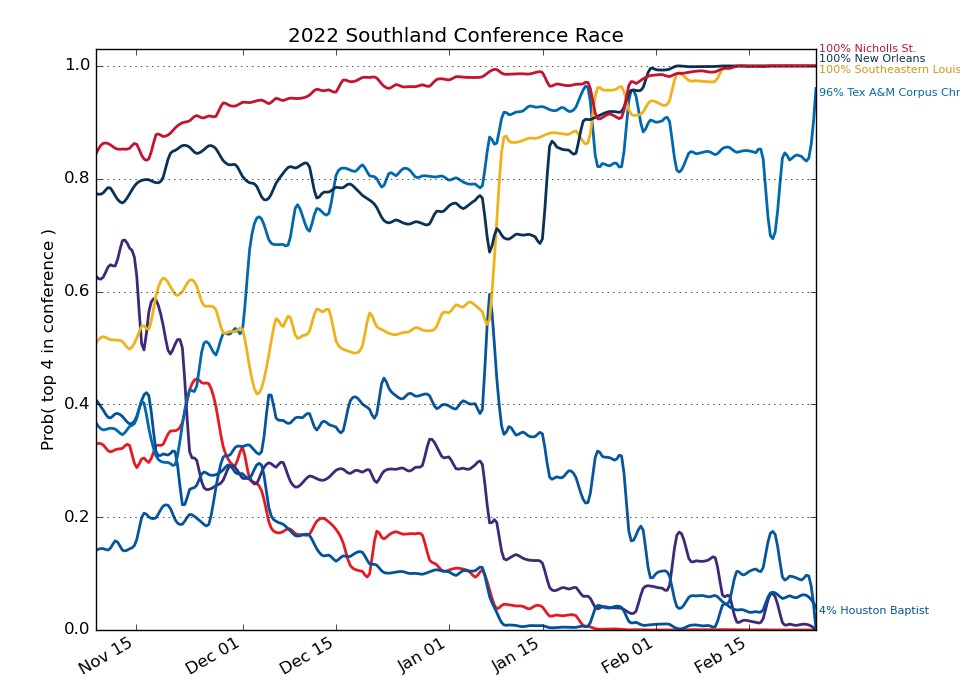 2022 Southland Conference Race
100% Nicholls St.
100% New Orleans
100% Southeastern Louis
96% Tex A&M Corpus Chr
4% Houston Baptist
Prob( top 4 in conference )
1.0
0.8
0.6
0.4
0.2
0.0
Nov 15
Dec 01
Dec 15
Jan 01
Jan 15
Feb 01
Feb 15